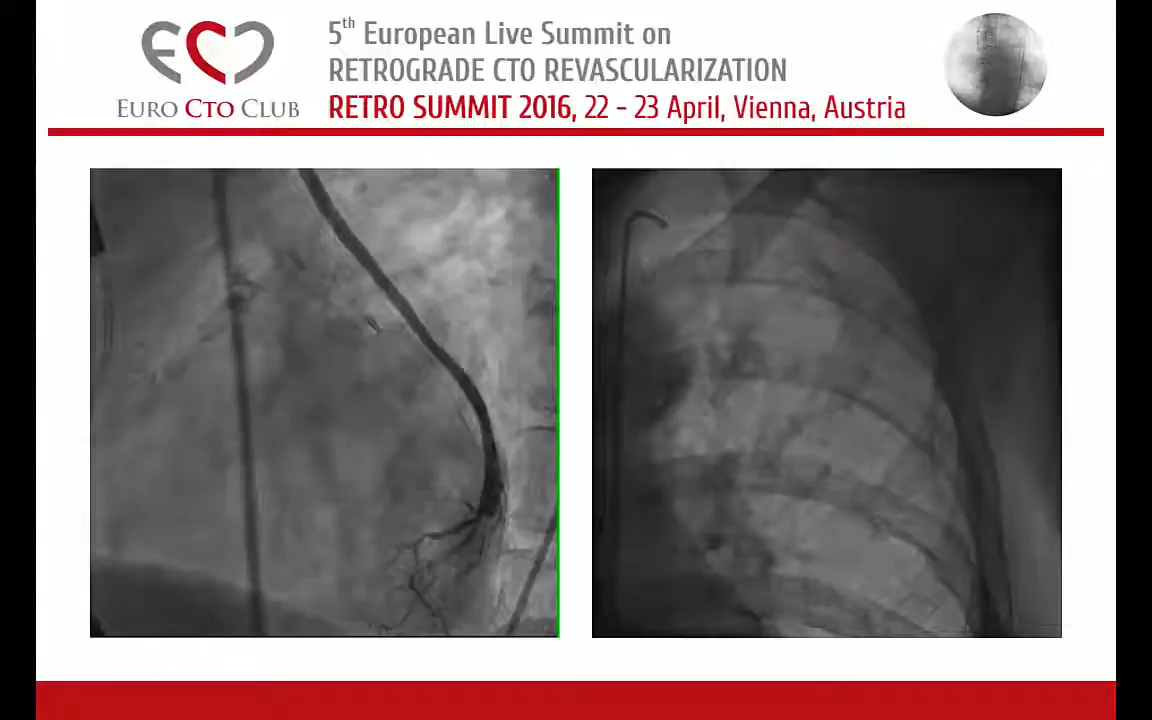 5th European Live Summit on
RETROGRADE CTO REVASCULARIZATION
RETRO SUMMIT 2016, 22 - 23 April, Vienna, Austria
EURO CTO CLUB